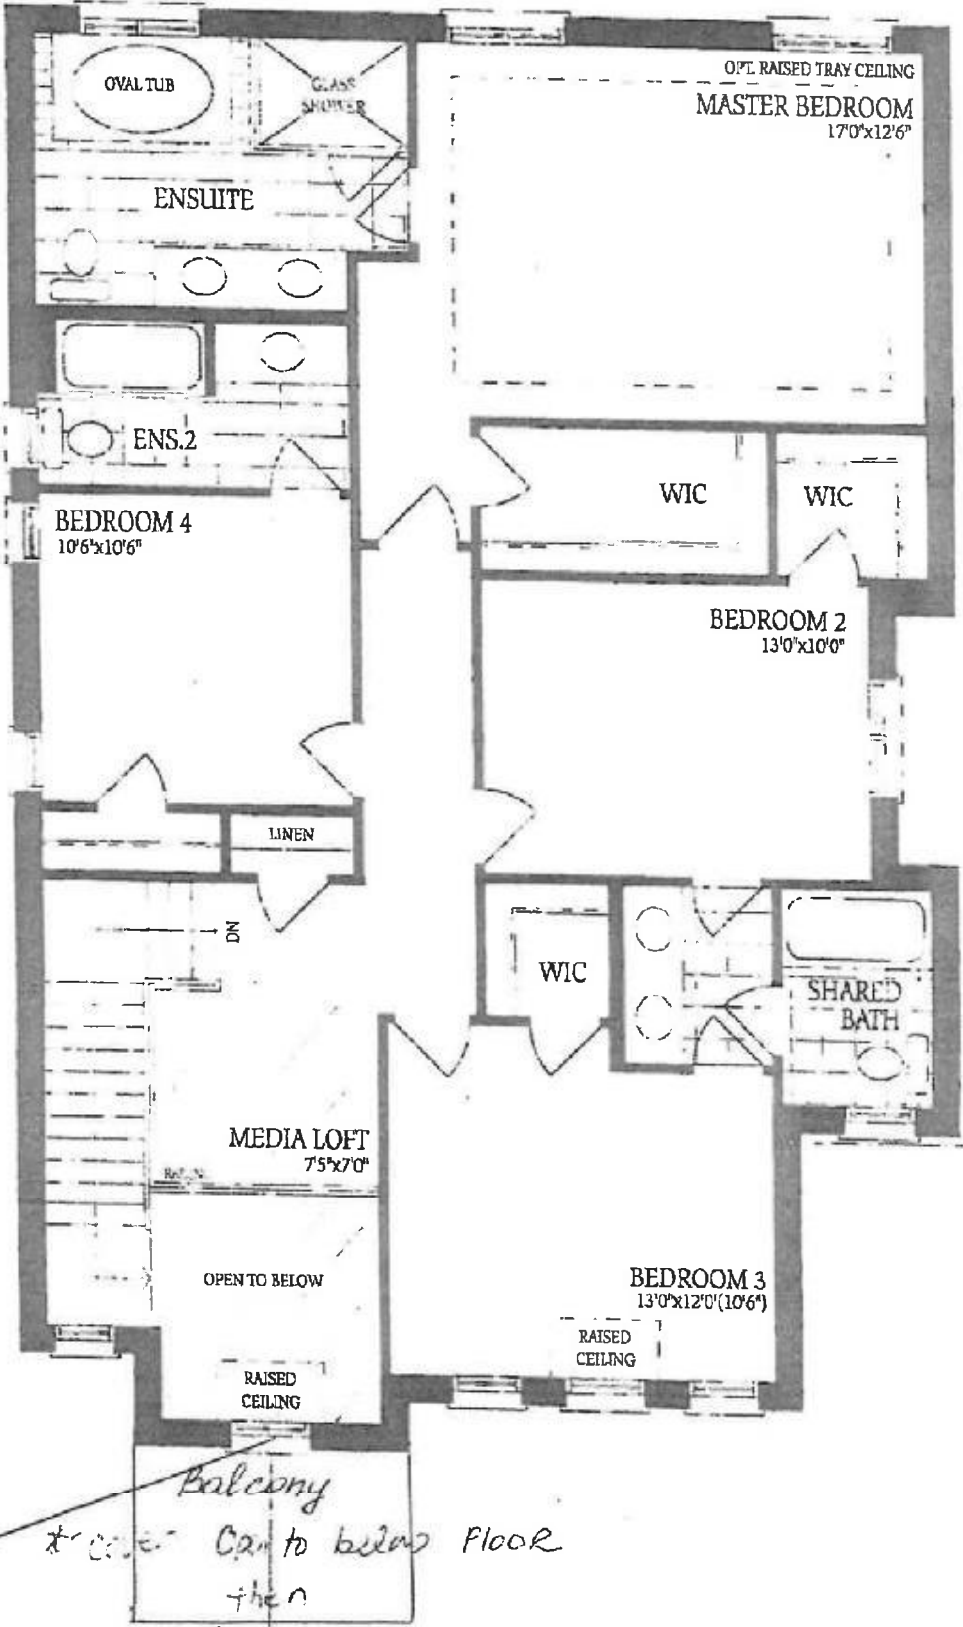 OVAL TUB
GLASS
SHOWER
OPT. RAISED TRAY CEILING
MASTER BEDROOM
17'0"x12'6"
ENSUITE
ENS.2
WIC
WIC
BEDROOM 4
10'6"x10'6"
BEDROOM 2
13'0"x10'0"
LINEN
DN
WIC
SHARED
BATH
MEDIA LOFT
7'5"x7'0"
OPEN TO BELOW
BEDROOM 3
13'0"x12'0"(10'6")
RAISED
CEILING
RAISED
CEILING
Balcony
to below FLOOR
then